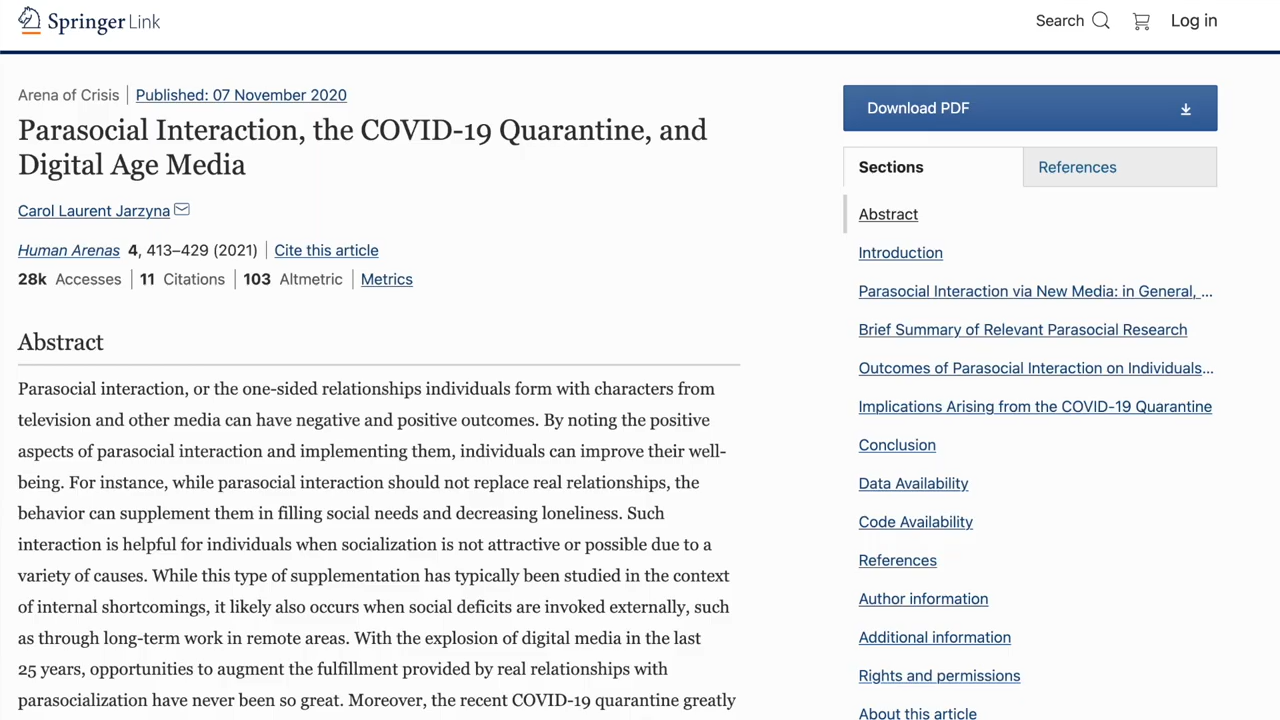 Springer Link
Search
Log in
Arena of Crisis | Published: 07 November 2020
Parasocial Interaction, the COVID-19 Quarantine, and
Digital Age Media
Carol Laurent Jarzyna
Human Arenas 4, 413–429 (2021) | Cite this article
28k Accesses | 11 Citations | 103 Altmetric | Metrics
Abstract
Parasocial interaction, or the one-sided relationships individuals form with characters from
television and other media can have negative and positive outcomes. By noting the positive
aspects of parasocial interaction and implementing them, individuals can improve their well-
being. For instance, while parasocial interaction should not replace real relationships, the
behavior can supplement them in filling social needs and decreasing loneliness. Such
interaction is helpful for individuals when socialization is not attractive or possible due to a
variety of causes. While this type of supplementation has typically been studied in the context
of internal shortcomings, it likely also occurs when social deficits are invoked externally, such
as through long-term work in remote areas. With the explosion of digital media in the last
25 years, opportunities to augment the fulfillment provided by real relationships with
parasocialization have never been so great. Moreover, the recent COVID-19 quarantine greatly
Download PDF
Sections
References
Abstract
Introduction
Parasocial Interaction via New Media: in General, ...
Brief Summary of Relevant Parasocial Research
Outcomes of Parasocial Interaction on Individuals...
Implications Arising from the COVID-19 Quarantine
Conclusion
Data Availability
Code Availability
References
Author information
Additional information
Rights and permissions
About this article